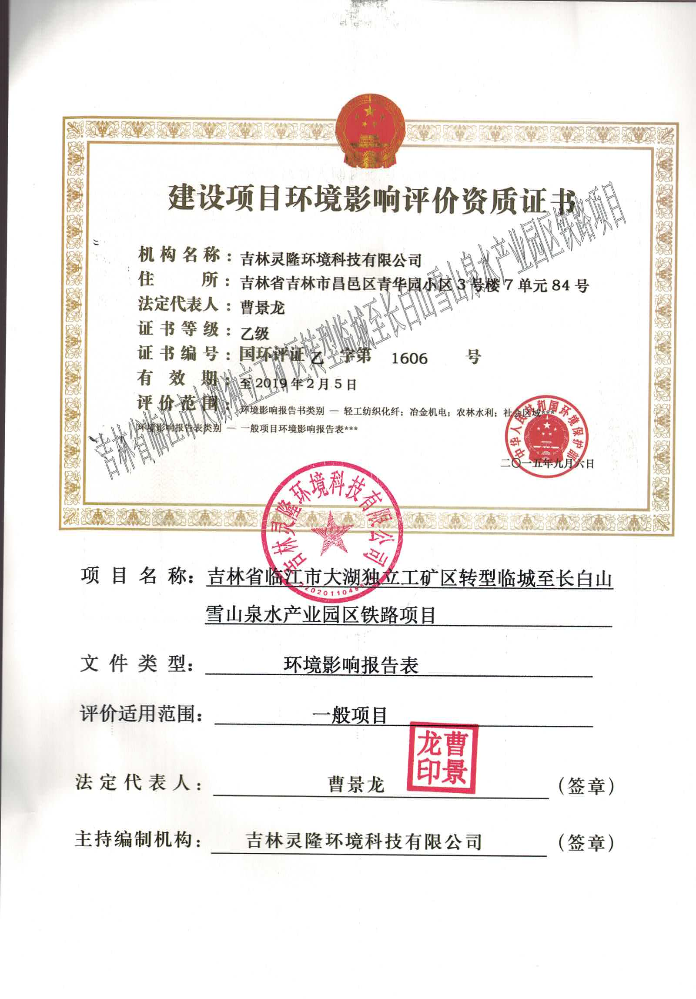 建设项目环境影响评价资质证书
机构名称：吉林灵隆环境科技有限公司
住所：吉林省吉林市昌邑区青华园小区3号楼7单元84号
法定代表人：曹景龙
证书等级：乙级
证书编号：国环评证乙字第1606号
有效期：至2019年2月5日
评价范围：环境影响报告书类别 — 轻工纺织化纤；冶金机电；农林水利；社会区域***
环境影响报告表类别 — 一般项目环境影响报告表***
吉林省临江市大湖独立工矿区转型临城至长白山雪山泉水产业园区铁路项目
中华人民共和国环境保护部
二〇一五年九月六日
吉林灵隆环境科技有限公司
项目名称：吉林省临江市大湖独立工矿区转型临城至长白山
雪山泉水产业园区铁路项目
文件类型：环境影响报告表
评价适用范围：一般项目
曹景龙印
法定代表人：曹景龙（签章）
主持编制机构：吉林灵隆环境科技有限公司（签章）